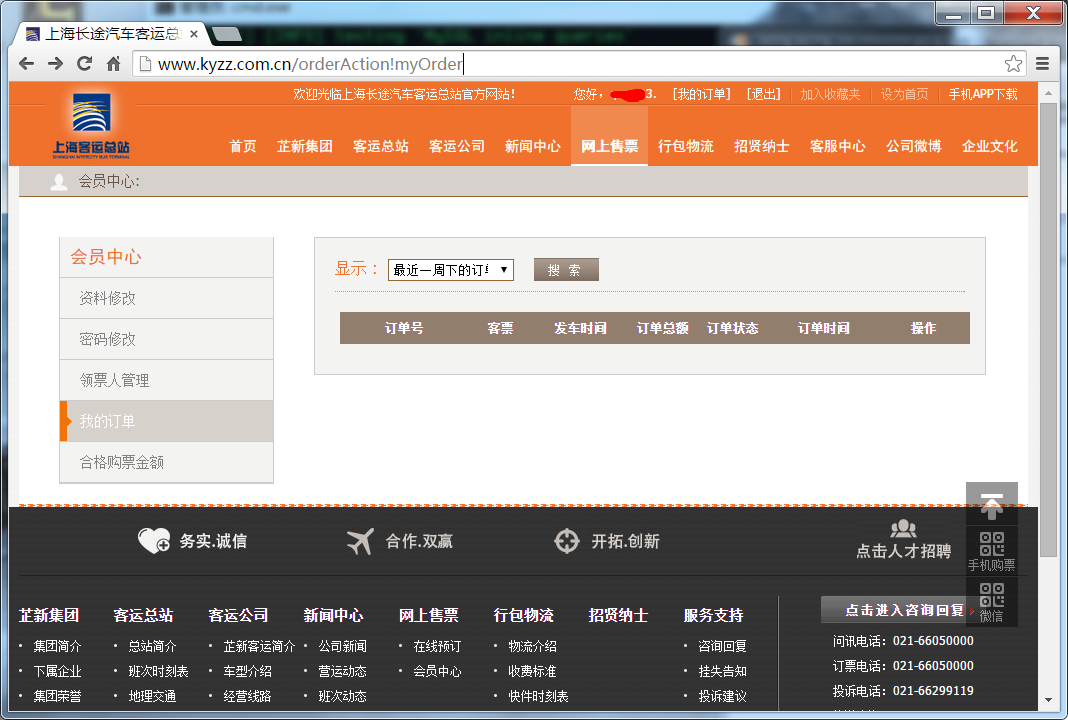 上海长途汽车客运总
www.kyzz.com.cn/orderAction!myOrder
欢迎光临上海长途汽车客运总站官方网站! 您好， 3. [我的订单] [退出] 加入收藏夹 设为首页 手机APP下载
上海客运总站
SHANGHAI INTERCITY BUS TERMINAL
首页 芷新集团 客运总站 客运公司 新闻中心 网上售票 行包物流 招贤纳士 客服中心 公司微博 企业文化
会员中心:
会员中心
资料修改
密码修改
领票人管理
我的订单
合格购票金额
显示： 最近一周下的订单 搜 索
订单号 客票 发车时间 订单总额 订单状态 订单时间 操作
务实.诚信 合作.双赢 开拓.创新 点击人才招聘
手机购票
微信
芷新集团 客运总站 客运公司 新闻中心 网上售票 行包物流 招贤纳士 服务支持 点击进入咨询回复
· 集团简介 · 总站简介 · 芷新客运简介 · 公司新闻 · 在线预订 · 物流介绍 · 咨询回复 问讯电话：021-66050000
· 下属企业 · 班次时刻表 · 车型介绍 · 营运动态 · 会员中心 · 收费标准 · 挂失告知 订票电话：021-66050000
· 集团荣誉 · 地理交通 · 经营线路 · 班次动态 · 快件时刻表 · 投诉建议 投诉电话：021-66299119